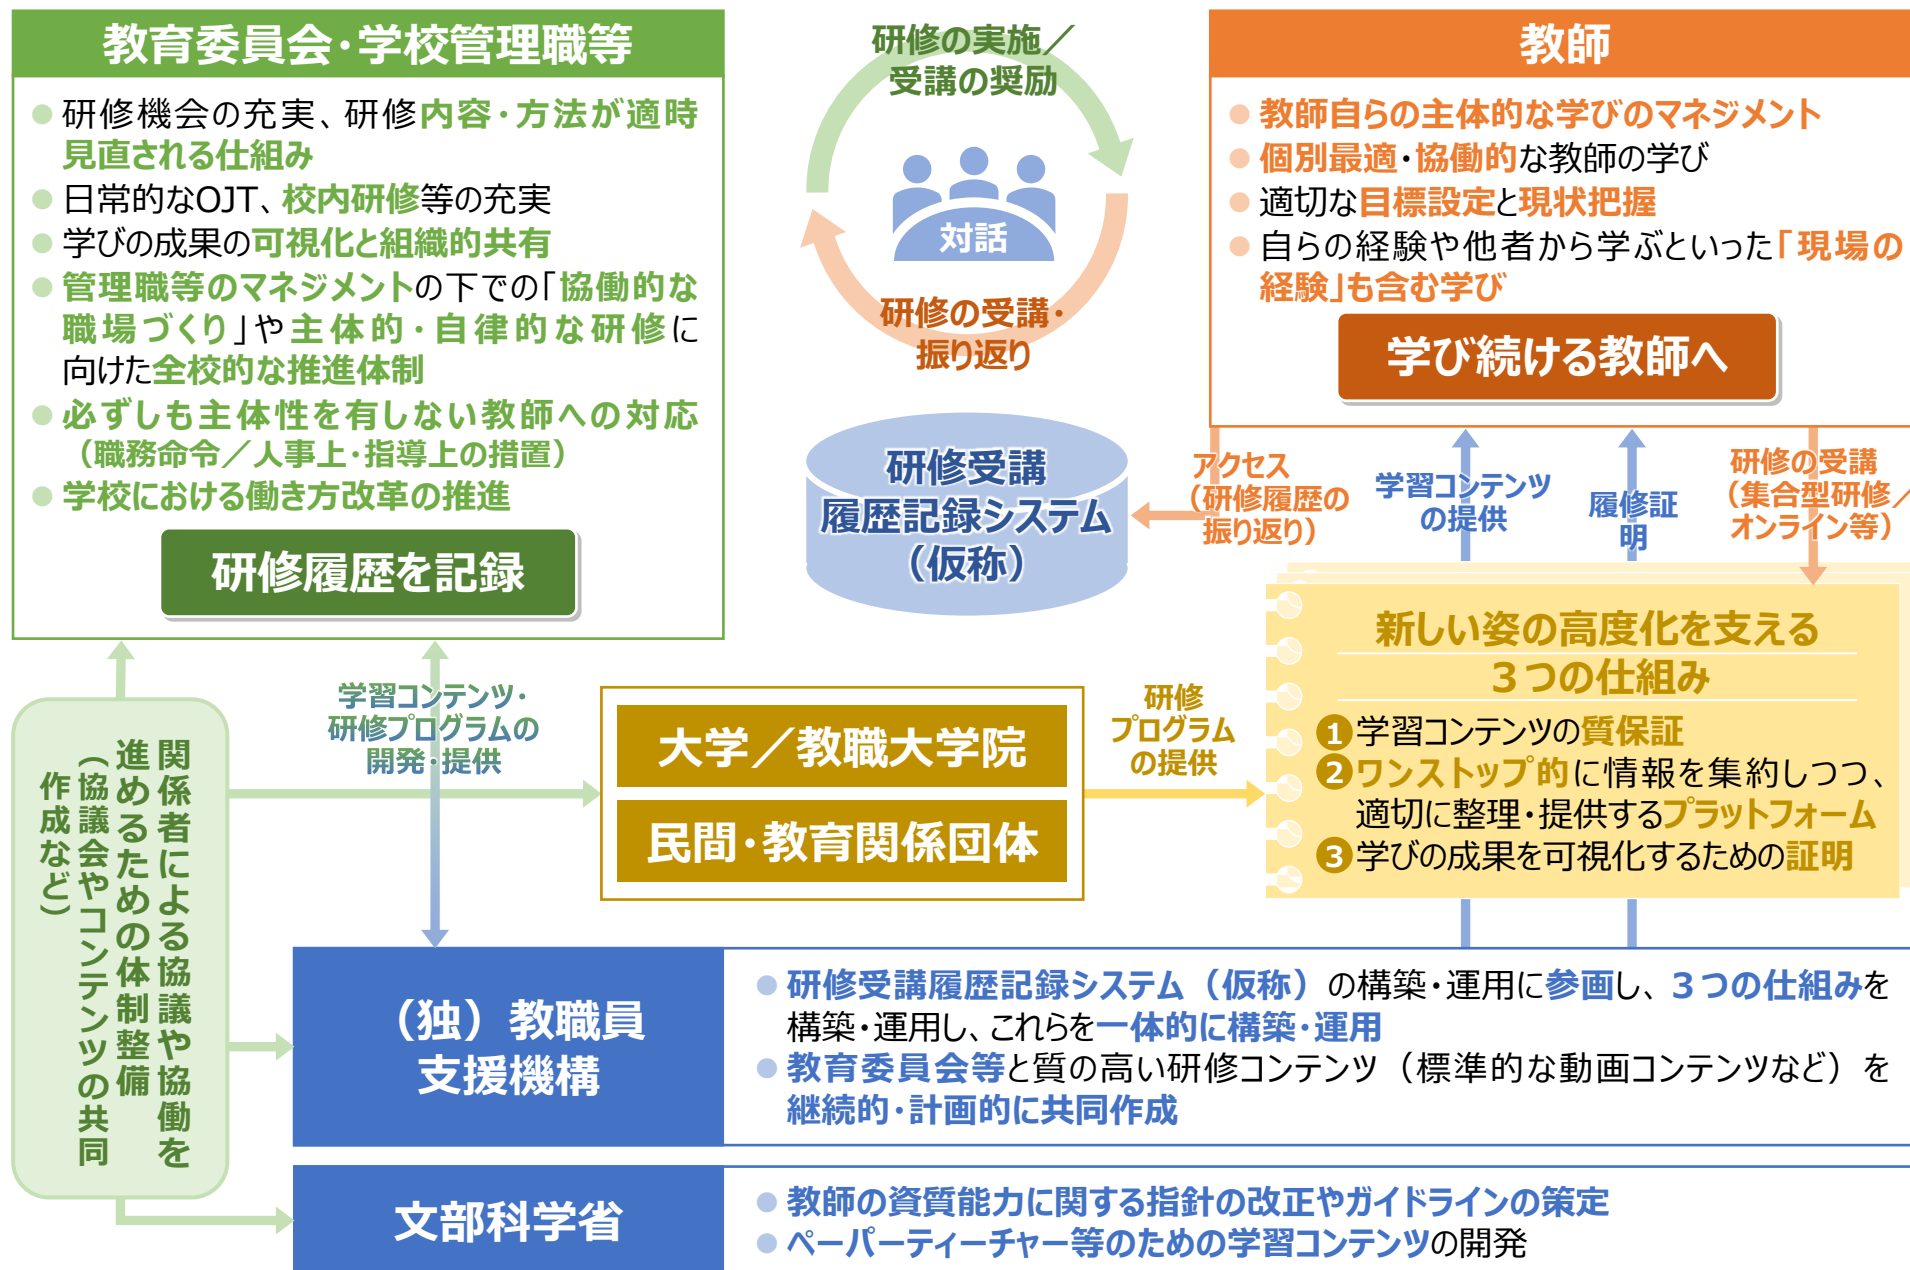 教育委員会･学校管理職等
研修機会の充実、研修内容・方法が適時
見直される仕組み
日常的なOJT、校内研修等の充実
学びの成果の可視化と組織的共有
管理職等のマネジメントの下での｢協働的な
職場づくり｣や主体的・自律的な研修に
向けた全校的な推進体制
必ずしも主体性を有しない教師への対応
（職務命令／人事上･指導上の措置）
学校における働き方改革の推進
研修履歴を記録
研修の実施／
受講の奨励
対話
研修の受講・
振り返り
研修受講
履歴記録システム
（仮称）
教師
教師自らの主体的な学びのマネジメント
個別最適・協働的な教師の学び
適切な目標設定と現状把握
自らの経験や他者から学ぶといった｢現場の
経験｣も含む学び
学び続ける教師へ
アクセス
（研修履歴の
振り返り）
学習コンテンツ
の提供
履修証
明
研修の受講
（集合型研修／
オンライン等）
新しい姿の高度化を支える
３つの仕組み
❶学習コンテンツの質保証
❷ワンストップ的に情報を集約しつつ、
適切に整理・提供するプラットフォーム
❸学びの成果を可視化するための証明
学習コンテンツ・
研修プログラムの
開発･提供
大学／教職大学院
民間･教育関係団体
研修
プログラム
の提供
関係者による協議や協働を
進めるための体制整備
（協議会やコンテンツの共同
作成など）
（独）教職員
支援機構
研修受講履歴記録システム（仮称）の構築・運用に参画し、３つの仕組みを
構築・運用し、これらを一体的に構築・運用
教育委員会等と質の高い研修コンテンツ（標準的な動画コンテンツなど）を
継続的・計画的に共同作成
文部科学省
教師の資質能力に関する指針の改正やガイドラインの策定
ペーパーティーチャー等のための学習コンテンツの開発